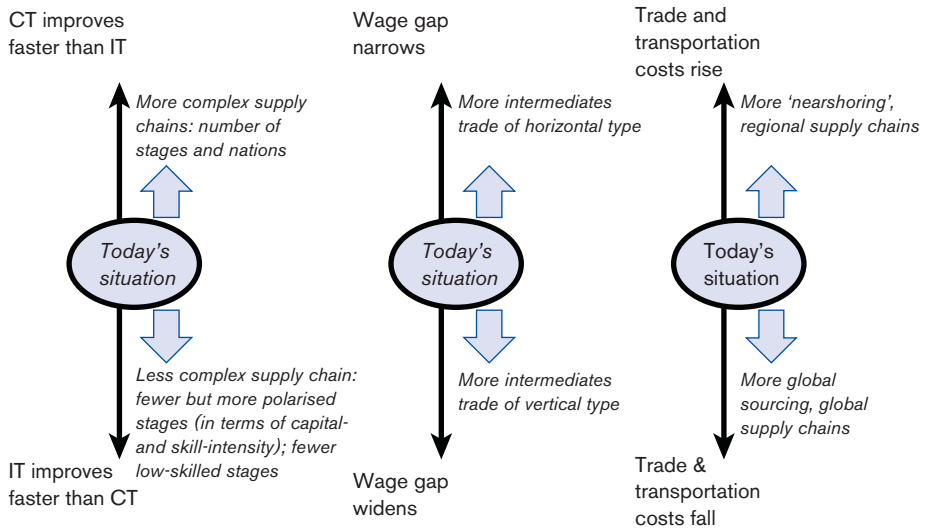 CT improves
faster than IT
More complex supply
chains: number of
stages and nations
Today's
situation
Less complex supply chain:
fewer but more polarised
stages (in terms of capital-
and skill-intensity); fewer
low-skilled stages
IT improves
faster than CT
Wage gap
narrows
More intermediates
trade of horizontal type
Today's
situation
More intermediates
trade of vertical type
Wage gap
widens
Trade and
transportation
costs rise
More ‘nearshoring’,
regional supply chains
Today's
situation
More global
sourcing, global
supply chains
Trade &
transportation
costs fall